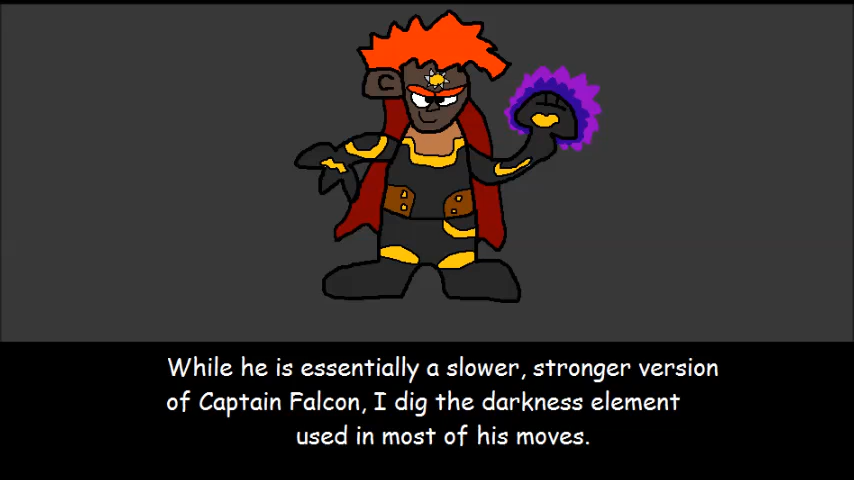 While he is essentially a slower, stronger version
of Captain Falcon, I dig the darkness element
used in most of his moves.